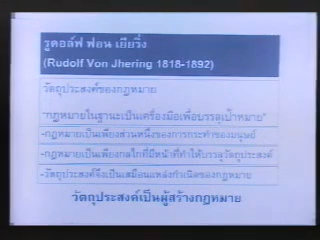 รูดอล์ฟ ฟอน เยียริ่ง
(Rudolf Von Jhering 1818-1892)
วัตถุประสงค์ของกฎหมาย
"กฎหมายในฐานะเป็นเครื่องมือเพื่อบรรลุเป้าหมาย"
-กฎหมายเป็นเพียงส่วนหนึ่งของการกระทำของมนุษย์
-กฎหมายเป็นเพียงกลไกที่มีหน้าที่ทำให้บรรลุวัตถุประสงค์
-วัตถุประสงค์จึงเป็นเสมือนแหล่งกำเนิดของกฎหมาย
วัตถุประสงค์เป็นผู้สร้างกฎหมาย